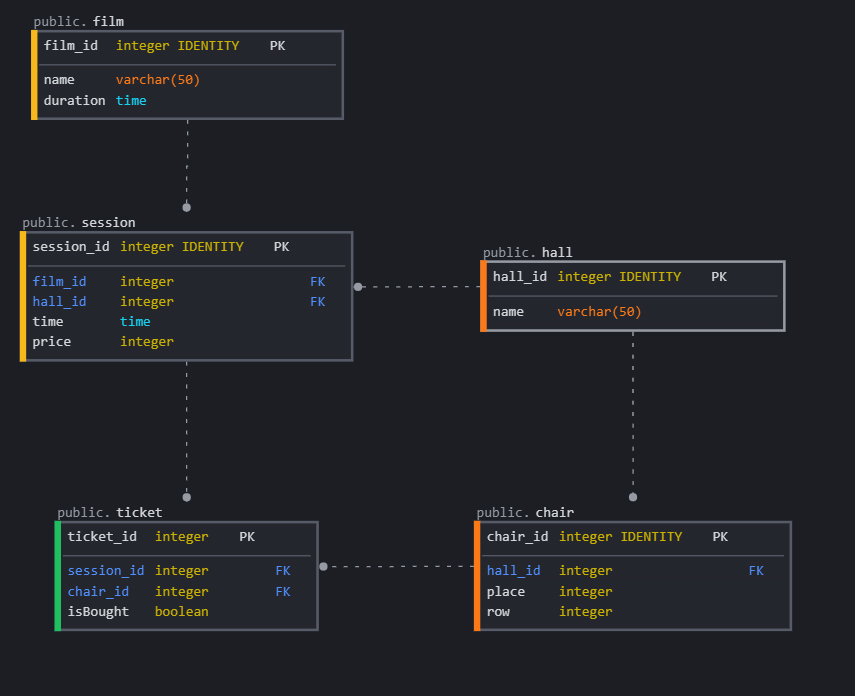 public. film
film_id integer IDENTITY PK
name varchar(50)
duration time
public. session
session_id integer IDENTITY PK
film_id integer FK
hall_id integer FK
time time
price integer
public. hall
hall_id integer IDENTITY PK
name varchar(50)
public. ticket
ticket_id integer PK
session_id integer FK
chair_id integer FK
isBought boolean
public. chair
chair_id integer IDENTITY PK
hall_id integer FK
place integer
row integer